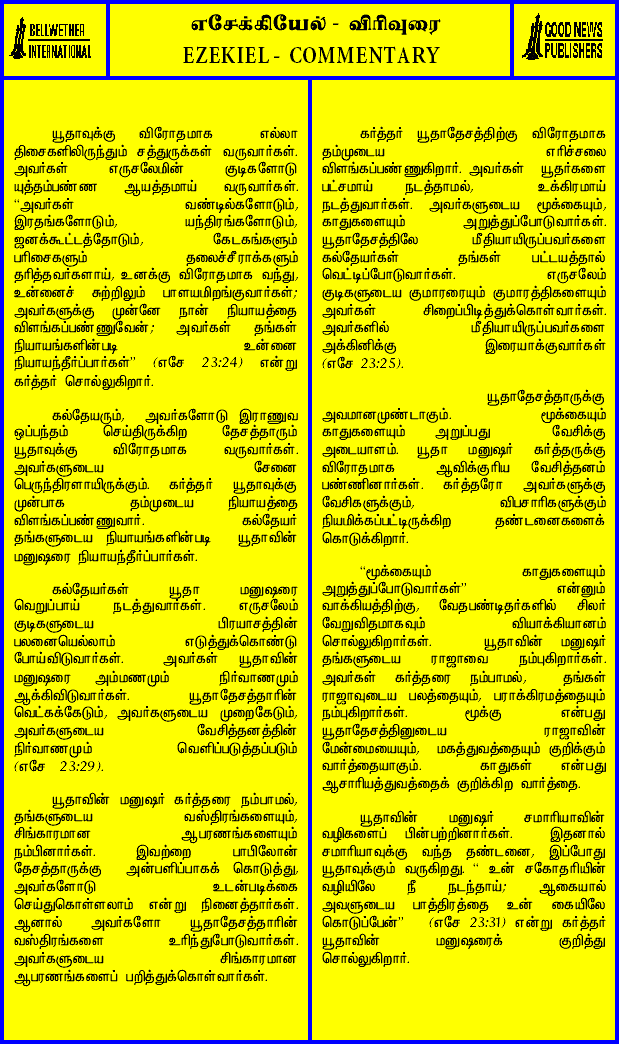 BELLWETHER
INTERNATIONAL
எசேக்கியேல் - விரிவுரை
EZEKIEL - COMMENTARY
GOOD NEWS
PUBLISHERS
யூதாவுக்கு விரோதமாக எல்லா
திசைகளிலிருந்தும் சத்துருக்கள் வருவார்கள்.
அவர்கள் எருசலேமின் குடிகளோடு
யுத்தம்பண்ண ஆயத்தமாய் வருவார்கள்.
"அவர்கள் வண்டில்களோடும்,
இரதங்களோடும், யந்திரங்களோடும்,
ஜனக்கூட்டத்தோடும், கேடகங்களும்
பரிசைகளும் தலைச்சீராக்களும்
தரித்தவர்களாய், உனக்கு விரோதமாக வந்து,
உன்னைச் சுற்றிலும் பாளயமிறங்குவார்கள்;
அவர்களுக்கு முன்னே நான் நியாயத்தை
விளங்கப்பண்ணுவேன்; அவர்கள் தங்கள்
நியாயங்களின்படி உன்னை
நியாயந்தீர்ப்பார்கள்" (எசே 23:24) என்று
கர்த்தர் சொல்லுகிறார்.
கல்தேயரும், அவர்களோடு இராணுவ
ஒப்பந்தம் செய்திருக்கிற தேசத்தாரும்
யூதாவுக்கு விரோதமாக வருவார்கள்.
அவர்களுடைய சேனை
பெருந்திரளாயிருக்கும். கர்த்தர் யூதாவுக்கு
முன்பாக தம்முடைய நியாயத்தை
விளங்கப்பண்ணுவார். கல்தேயர்
தங்களுடைய நியாயங்களின்படி யூதாவின்
மனுஷரை நியாயந்தீர்ப்பார்கள்.
கல்தேயர்கள் யூதா மனுஷரை
வெறுப்பாய் நடத்துவார்கள். எருசலேம்
குடிகளுடைய பிரயாசத்தின்
பலனையெல்லாம் எடுத்துக்கொண்டு
போய்விடுவார்கள். அவர்கள் யூதாவின்
மனுஷரை அம்மணமும் நிர்வாணமும்
ஆக்கிவிடுவார்கள். யூதாதேசத்தாரின்
வெட்கக்கேடும், அவர்களுடைய முறைகேடும்,
அவர்களுடைய வேசித்தனத்தின்
நிர்வாணமும் வெளிப்படுத்தப்படும்
(எசே 23:29).
யூதாவின் மனுஷர் கர்த்தரை நம்பாமல்,
தங்களுடைய வஸ்திரங்களையும்,
சிங்காரமான ஆபரணங்களையும்
நம்பினார்கள். இவற்றை பாபிலோன்
தேசத்தாருக்கு அன்பளிப்பாகக் கொடுத்து,
அவர்களோடு உடன்படிக்கை
செய்துகொள்ளலாம் என்று நினைத்தார்கள்.
ஆனால் அவர்களோ யூதாதேசத்தாரின்
வஸ்திரங்களை உரிந்துபோடுவார்கள்.
அவர்களுடைய சிங்காரமான
ஆபரணங்களைப் பறித்துக்கொள்வார்கள்.
கர்த்தர் யூதாதேசத்திற்கு விரோதமாக
தம்முடைய எரிச்சலை
விளங்கப்பண்ணுகிறார். அவர்கள் யூதர்களை
பட்சமாய் நடத்தாமல், உக்கிரமாய்
நடத்துவார்கள். அவர்களுடைய மூக்கையும்,
காதுகளையும் அறுத்துப்போடுவார்கள்.
யூதாதேசத்திலே மீதியாயிருப்பவர்களை
கல்தேயர்கள் தங்கள் பட்டயத்தால்
வெட்டிப்போடுவார்கள். எருசலேம்
குடிகளுடைய குமாரரையும் குமாரத்திகளையும்
அவர்கள் சிறைப்பிடித்துக்கொள்வார்கள்.
அவர்களில் மீதியாயிருப்பவர்களை
அக்கினிக்கு இரையாக்குவார்கள்
(எசே 23:25).
யூதாதேசத்தாருக்கு
அவமானமுண்டாகும். மூக்கையும்
காதுகளையும் அறுப்பது வேசிக்கு
அடையாளம். யூதா மனுஷர் கர்த்தருக்கு
விரோதமாக ஆவிக்குரிய வேசித்தனம்
பண்ணினார்கள். கர்த்தரோ அவர்களுக்கு
வேசிகளுக்கும், விபசாரிகளுக்கும்
நியமிக்கப்பட்டிருக்கிற தண்டனைகளைக்
கொடுக்கிறார்.
"மூக்கையும் காதுகளையும்
அறுத்துப்போடுவார்கள்" என்னும்
வாக்கியத்திற்கு, வேதபண்டிதர்களில் சிலர்
வேறுவிதமாகவும் வியாக்கியானம்
சொல்லுகிறார்கள். யூதாவின் மனுஷர்
தங்களுடைய ராஜாவை நம்புகிறார்கள்.
அவர்கள் கர்த்தரை நம்பாமல், தங்கள்
ராஜாவுடைய பலத்தையும், பராக்கிரமத்தையும்
நம்புகிறார்கள். மூக்கு என்பது
யூதாதேசத்தினுடைய ராஜாவின்
மேன்மையையும், மகத்துவத்தையும் குறிக்கும்
வார்த்தையாகும். காதுகள் என்பது
ஆசாரியத்துவத்தைக் குறிக்கிற வார்த்தை.
யூதாவின் மனுஷர் சமாரியாவின்
வழிகளைப் பின்பற்றினார்கள். இதனால்
சமாரியாவுக்கு வந்த தண்டனை, இப்போது
யூதாவுக்கும் வருகிறது. " உன் சகோதரியின்
வழியிலே நீ நடந்தாய்; ஆகையால்
அவளுடைய பாத்திரத்தை உன் கையிலே
கொடுப்பேன்" (எசே 23:31) என்று கர்த்தர்
யூதாவின் மனுஷரைக் குறித்து
சொல்லுகிறார்.